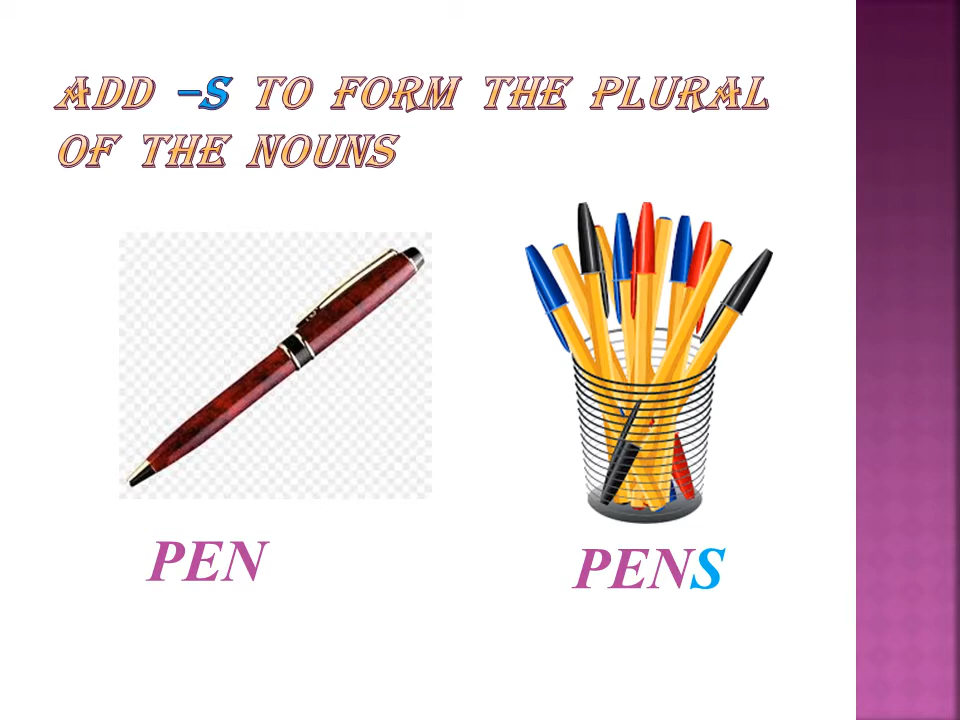 ADD –S TO FORM THE PLURAL
OF THE NOUNS
PEN
PENS